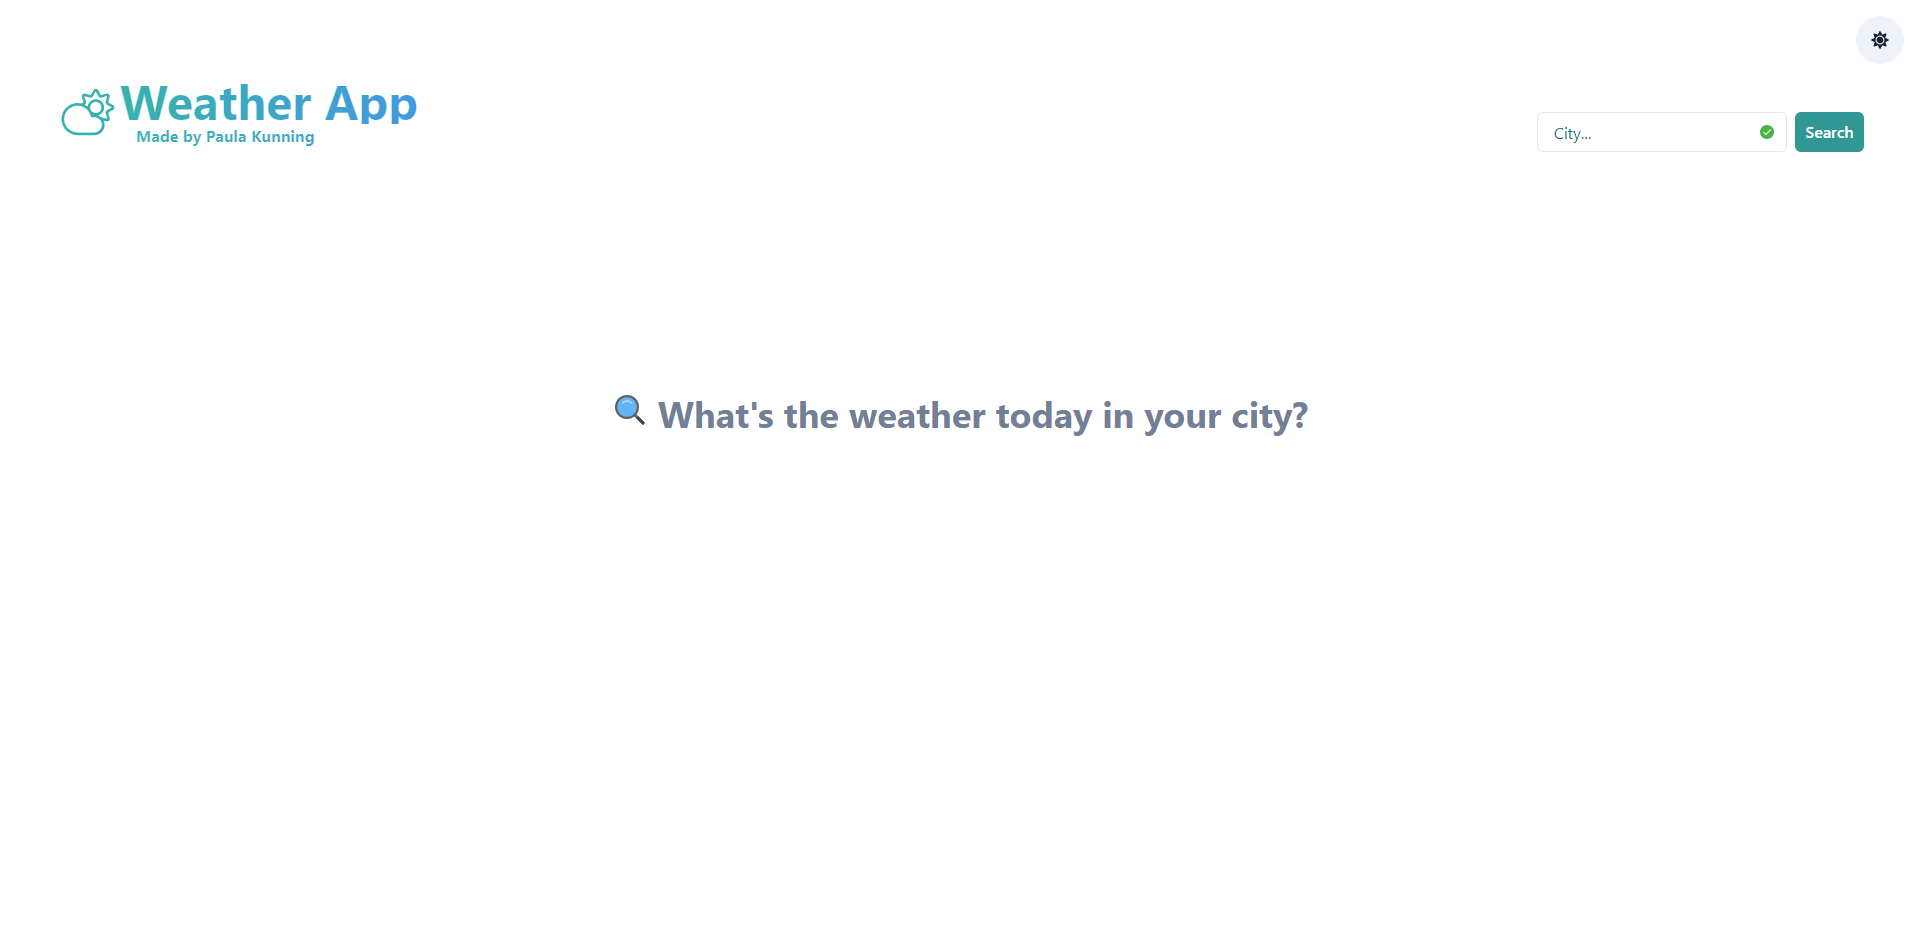 Weather App
Made by Paula Kunning
City...
Search
What's the weather today in your city?